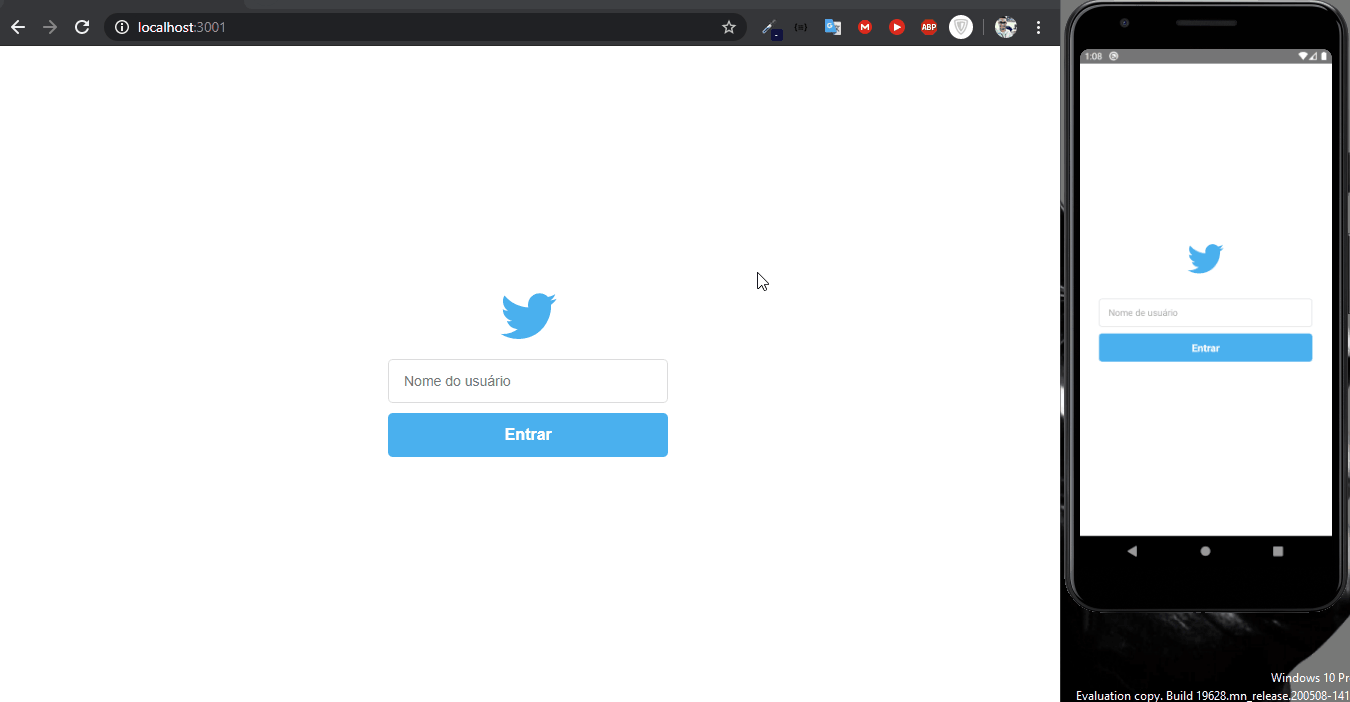 localhost:3001
ABP
Nome do usuário
Entrar
1:08
Nome de usuário
Entrar
Windows 10 Pr
Evaluation copy. Build 19628.mn_release.200508-141